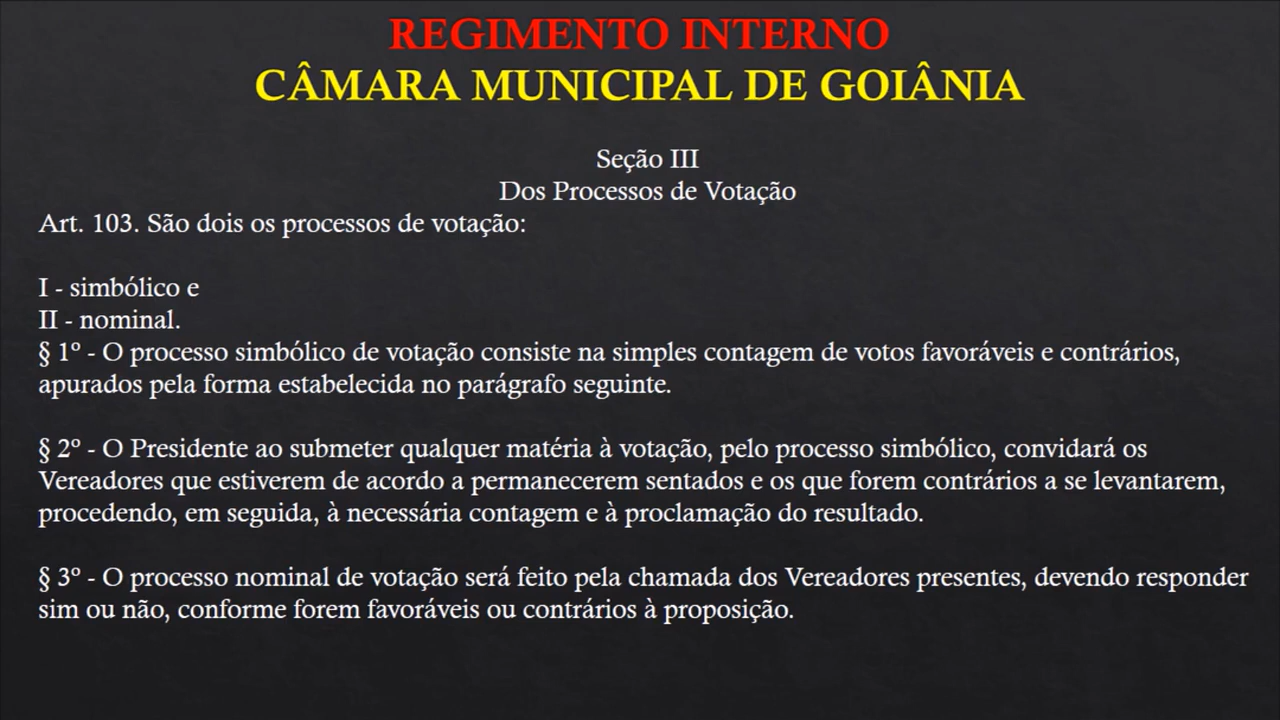 REGIMENTO INTERNO
CÂMARA MUNICIPAL DE GOIÂNIA
Seção III
Dos Processos de Votação
Art. 103. São dois os processos de votação:
I - simbólico e
II - nominal.
§ 1º - O processo simbólico de votação consiste na simples contagem de votos favoráveis e contrários,
apurados pela forma estabelecida no parágrafo seguinte.
§ 2º - O Presidente ao submeter qualquer matéria à votação, pelo processo simbólico, convidará os
Vereadores que estiverem de acordo a permanecerem sentados e os que forem contrários a se levantarem,
procedendo, em seguida, à necessária contagem e à proclamação do resultado.
§ 3º - O processo nominal de votação será feito pela chamada dos Vereadores presentes, devendo responder
sim ou não, conforme forem favoráveis ou contrários à proposição.